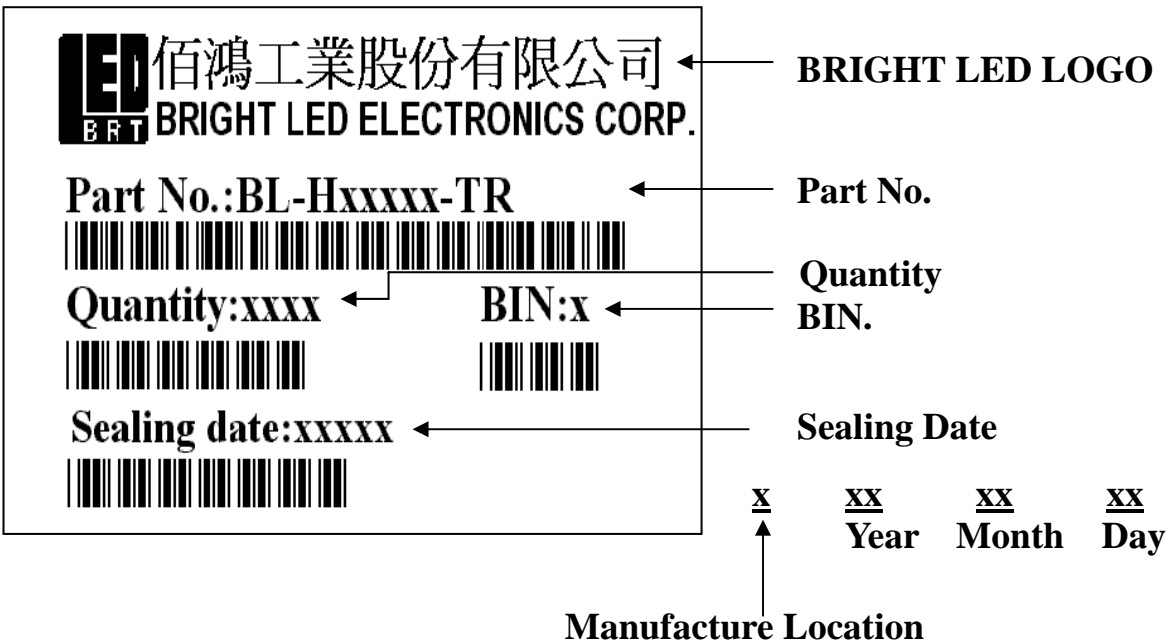 LED 佰鴻工業股份有限公司 BRIGHT LED LOGO
BRT BRIGHT LED ELECTRONICS CORP.
Part No.:BL-Hxxxxx-TR Part No.
Quantity
Quantity:xxxx BIN:x BIN.
Sealing date:xxxxx Sealing Date
x xx xx xx
Year Month Day
Manufacture Location